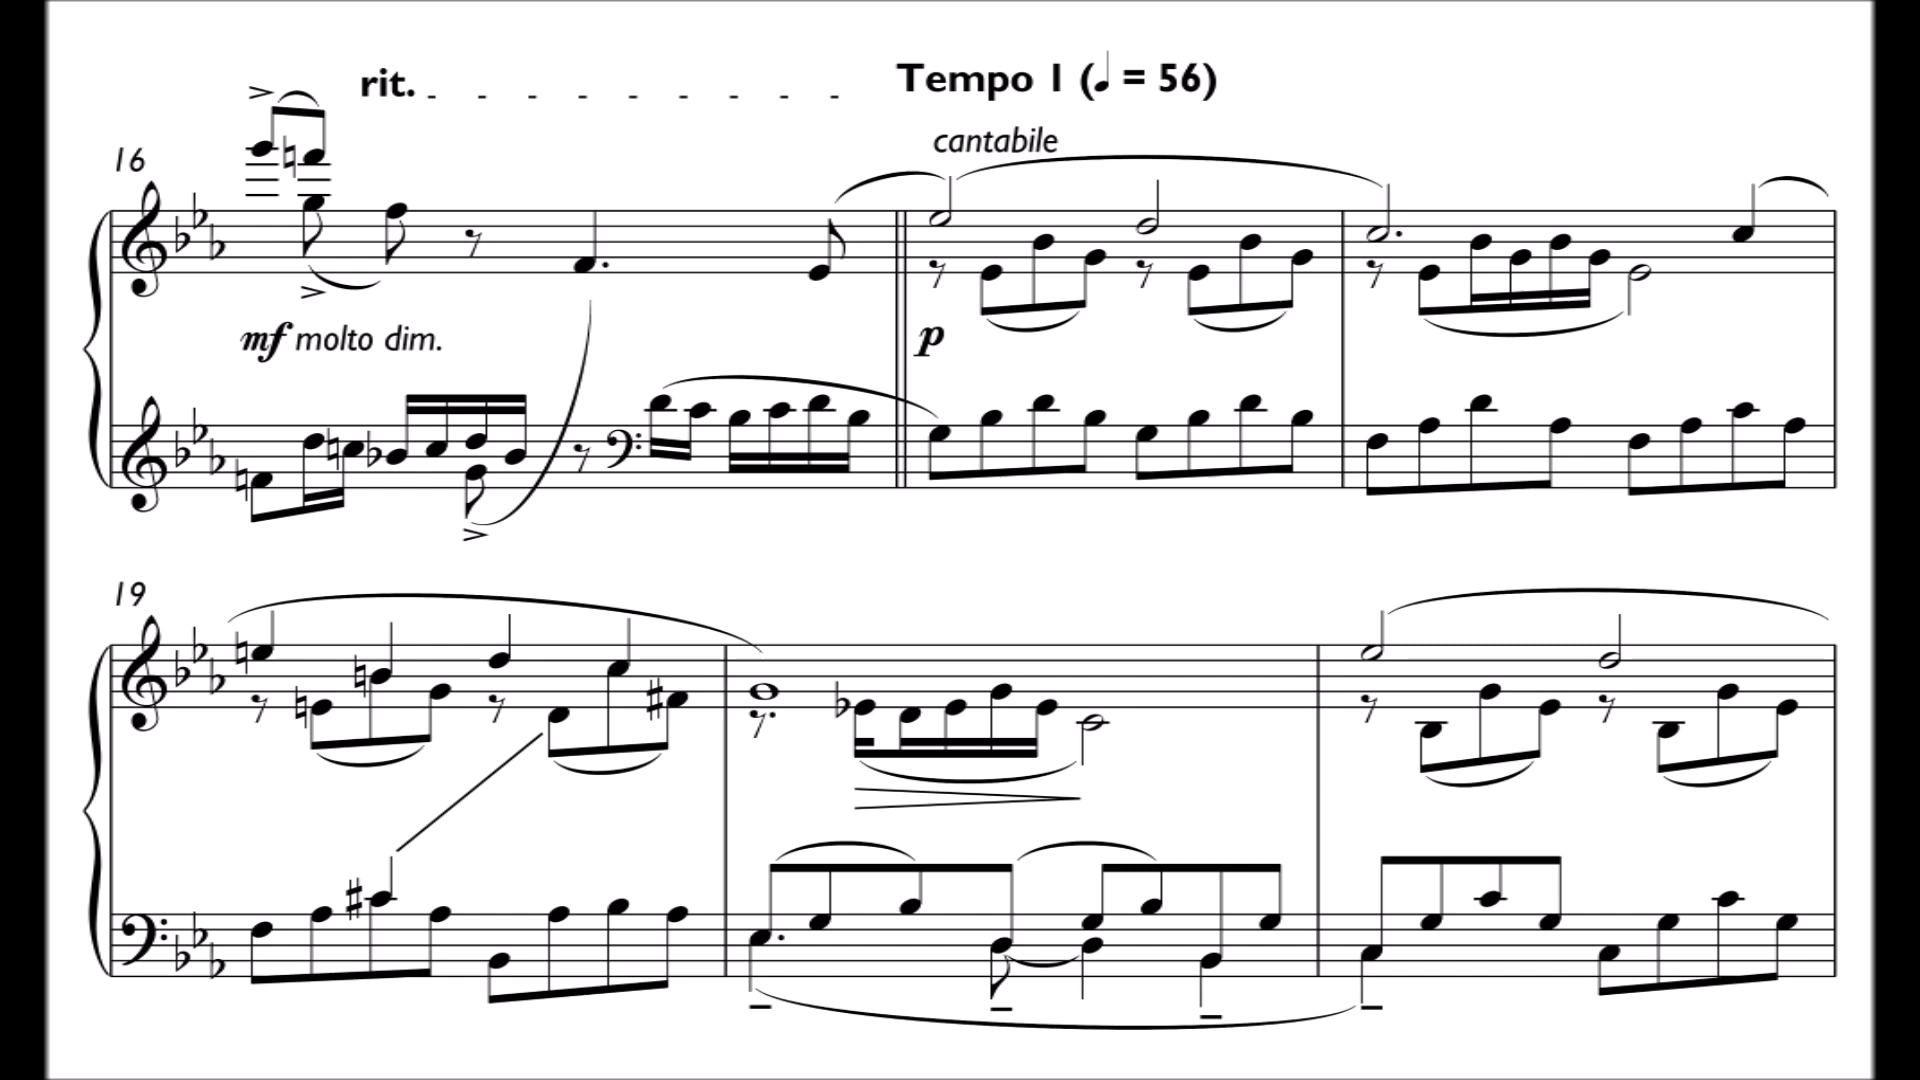 rit.
Tempo I (♩ = 56)
cantabile
16
mf molto dim.
p
19